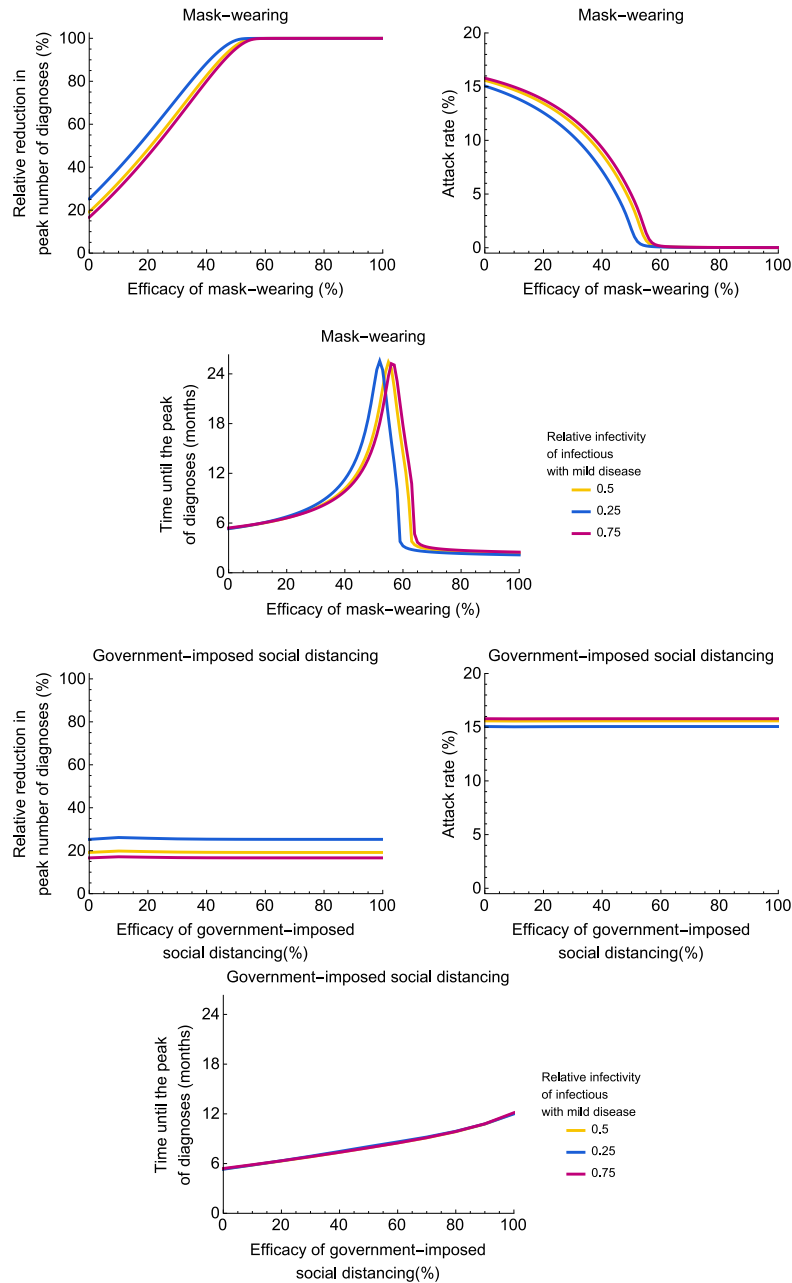 Mask-wearing
Relative reduction in
peak number of diagnoses (%)
100
80
60
40
20
0
0 20 40 60 80 100
Efficacy of mask-wearing (%)
Mask-wearing
Attack rate (%)
20
15
10
5
0
0 20 40 60 80 100
Efficacy of mask-wearing (%)
Mask-wearing
Time until the peak
of diagnoses (months)
24
18
12
6
0
0 20 40 60 80 100
Efficacy of mask-wearing (%)
Relative infectivity
of infectious
with mild disease
0.5
0.25
0.75
Government-imposed social distancing
Relative reduction in
peak number of diagnoses (%)
100
80
60
40
20
0
0 20 40 60 80 100
Efficacy of government-imposed
social distancing(%)
Government-imposed social distancing
Attack rate (%)
20
15
10
5
0
0 20 40 60 80 100
Efficacy of government-imposed
social distancing(%)
Government-imposed social distancing
Time until the peak
of diagnoses (months)
24
18
12
6
0
0 20 40 60 80 100
Efficacy of government-imposed
social distancing(%)
Relative infectivity
of infectious
with mild disease
0.5
0.25
0.75